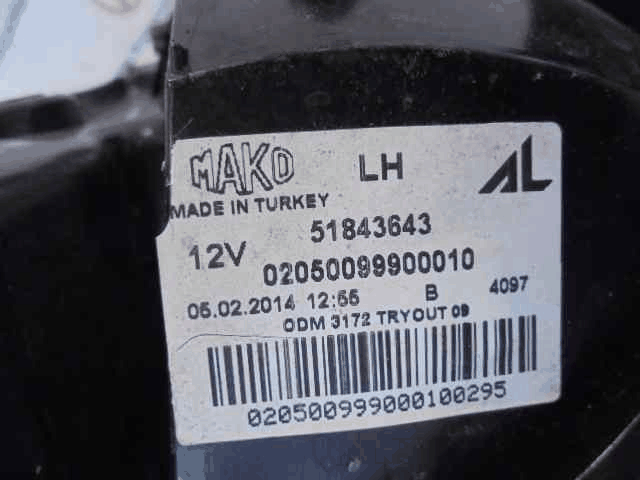 MAKO LH AL
MADE IN TURKEY
12V 51843643
02050099900010
05.02.2014 12:55 B 4097
ODM 3172 TRYOUT 09
020500999000100295